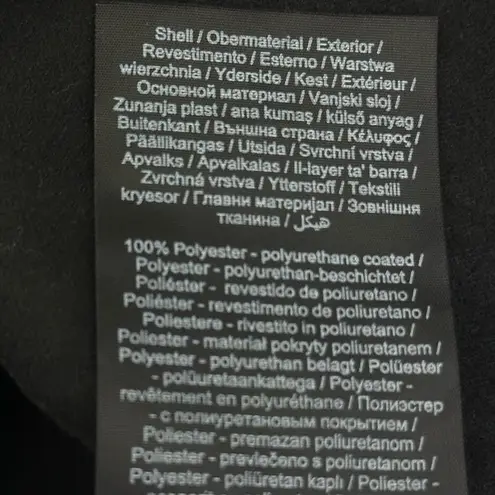 Shell / Obermaterial / Exterior /
Revestimento / Esterno / Warstwa
wierzchnia / Yderside / Kest / Extérieur /
Основной материал / Vanjski sloj /
Zunanja plast / ana kumaş / külső anyag /
Buitenkant / Външна страна / Κέλυφος /
Päällikangas / Utsida / Svrchní vrstva /
Apvalks / Apvalkalas / Il-layer ta' barra /
Zvrchná vrstva / Ytterstoff / Tekstili
kryesor / Главни материјал / Зовнішня
тканина / هيكل
100% Polyester - polyurethane coated /
Polyester - polyurethan-beschichtet /
Poliéster - revestido de poliuretano /
Poliéster - revestimento de poliuretano /
Poliestere - rivestito in poliuretano /
Poliester - materiał pokryty poliuretanem /
Polyester - polyurethan belagt / Polüester
- polüuretaankattega / Polyester -
revêtement en polyuréthane / Полиэстер
- с полиуретановым покрытием /
Poliester - premazan poliuretanom /
Poliester - prevlečeno s poliuretanom /
Polyester - poliüretan kaplı / Poliester -